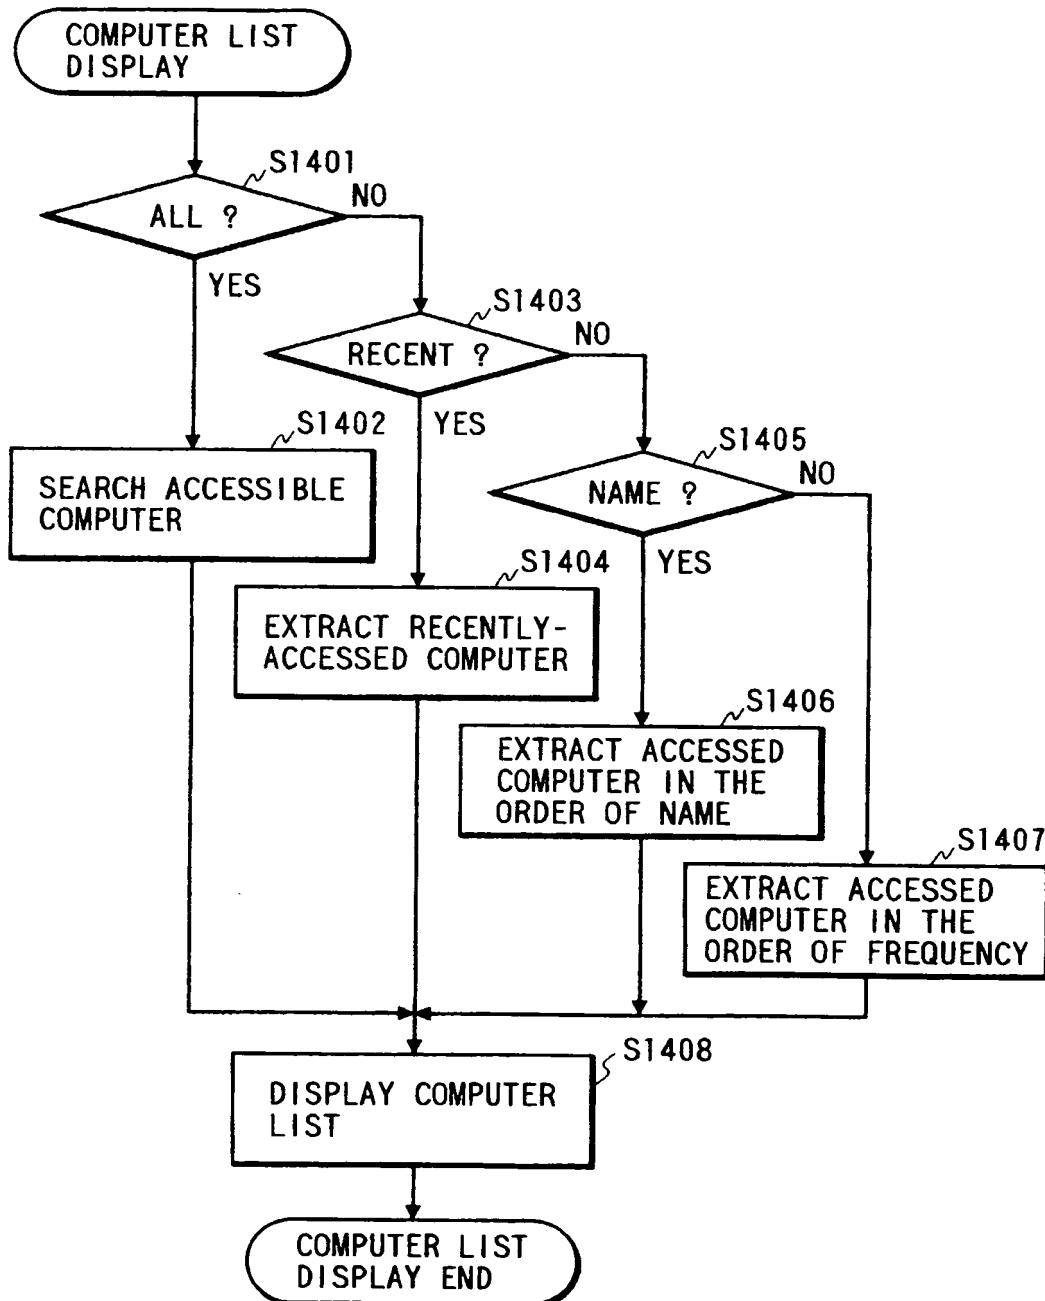 COMPUTER LIST
DISPLAY
S1401
ALL ?
NO
YES
S1403
RECENT ?
NO
YES
S1402
SEARCH ACCESSIBLE
COMPUTER
S1405
NAME ?
NO
YES
S1404
EXTRACT RECENTLY-
ACCESSED COMPUTER
S1406
EXTRACT ACCESSED
COMPUTER IN THE
ORDER OF NAME
S1407
EXTRACT ACCESSED
COMPUTER IN THE
ORDER OF FREQUENCY
S1408
DISPLAY COMPUTER
LIST
COMPUTER LIST
DISPLAY END